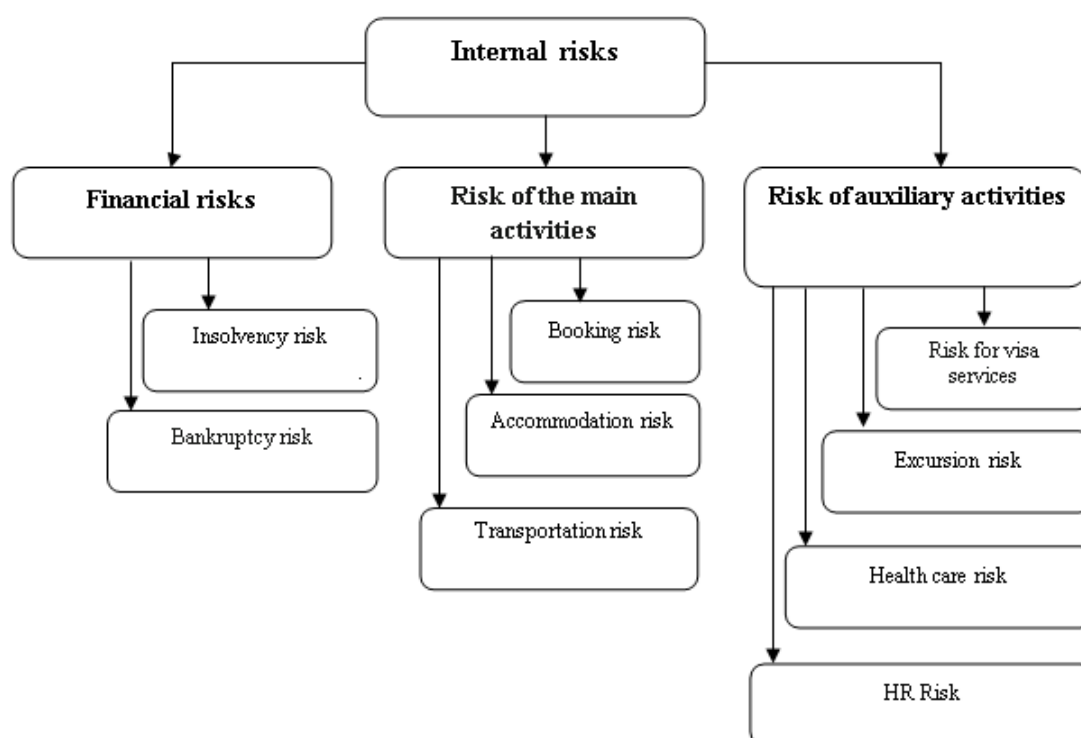 Internal risks
Financial risks
Risk of the main
activities
Risk of auxiliary activities
Insolvency risk
.
Bankruptcy risk
Booking risk
Accommodation risk
Transportation risk
Risk for visa
services
Excursion risk
Health care risk
HR Risk